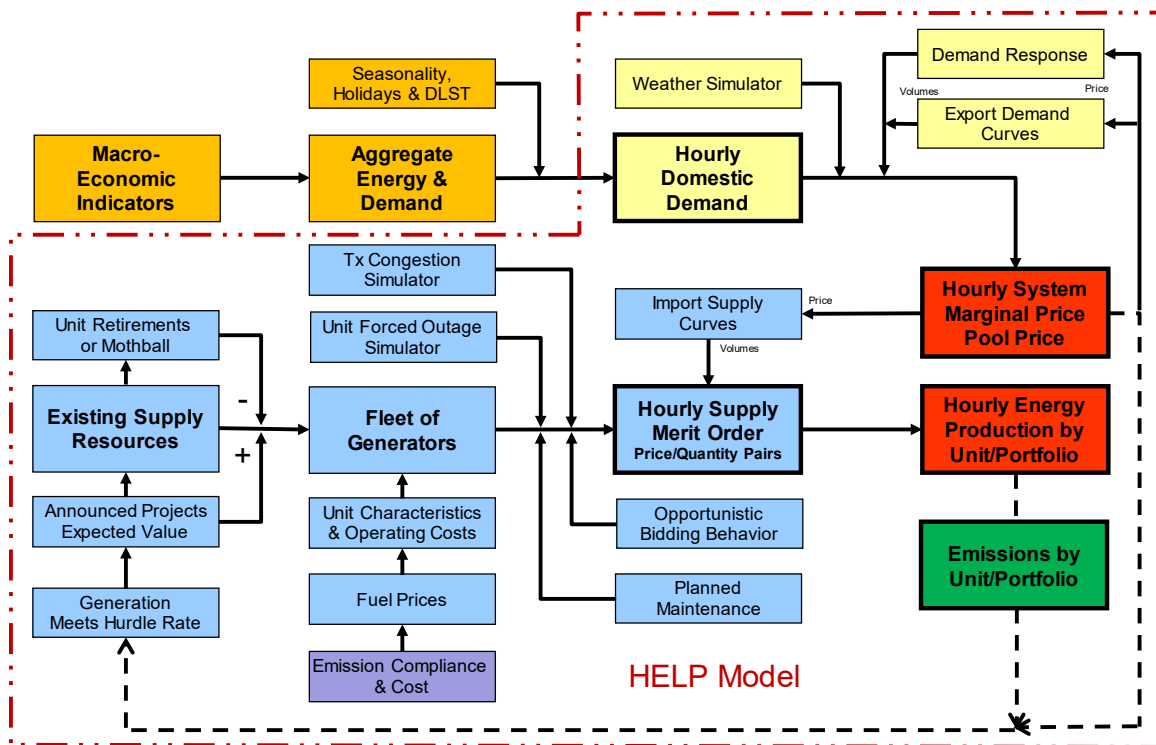 Seasonality,
Holidays & DLST
Weather Simulator
Demand Response
Volumes
Price
Export Demand
Curves
Macro-
Economic
Indicators
Aggregate
Energy &
Demand
Hourly
Domestic
Demand
Tx Congestion
Simulator
Import Supply
Curves
Price
Hourly System
Marginal Price
Pool Price
Unit Retirements
or Mothball
Unit Forced Outage
Simulator
Volumes
-
Existing Supply
Resources
+
Fleet of
Generators
Hourly Supply
Merit Order
Price/Quantity Pairs
Hourly Energy
Production by
Unit/Portfolio
Announced Projects
Expected Value
Unit Characteristics
& Operating Costs
Opportunistic
Bidding Behavior
Emissions by
Unit/Portfolio
Generation
Meets Hurdle Rate
Fuel Prices
Planned
Maintenance
Emission Compliance
& Cost
HELP Model